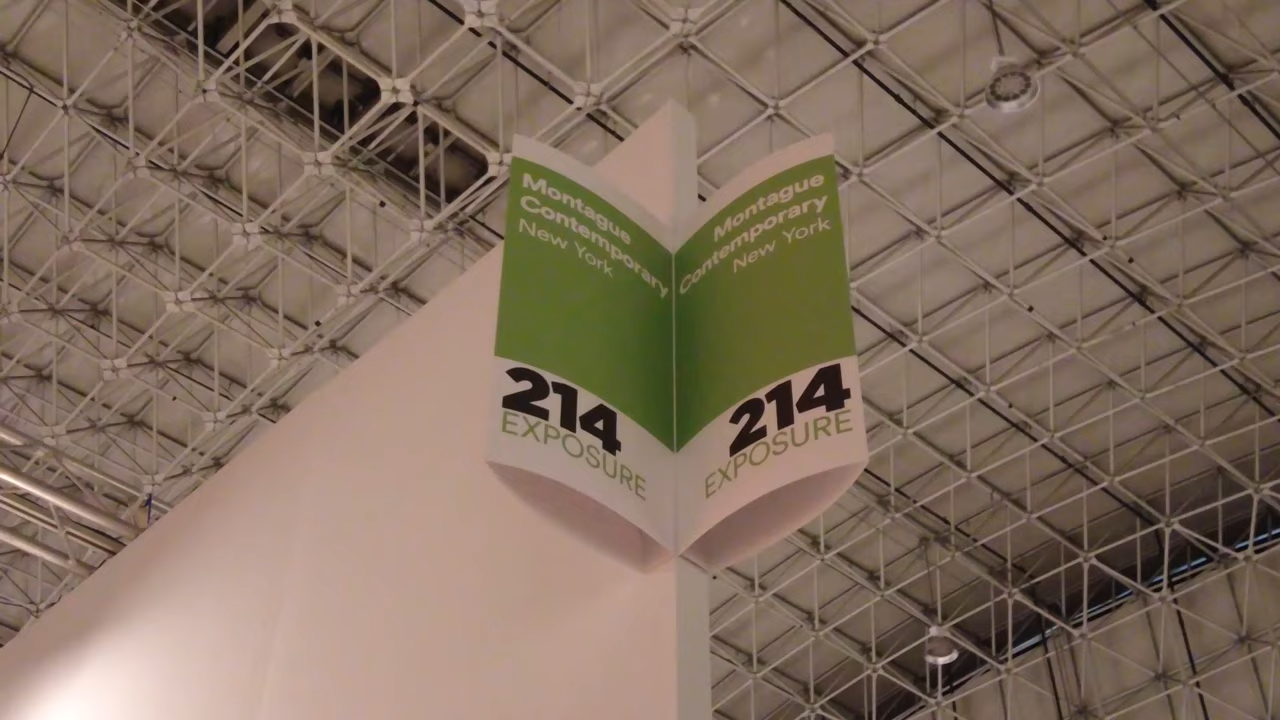 Montague
Contemporary
New York
214
EXPOSURE
Montague
Contemporary
New York
214
EXPOSURE